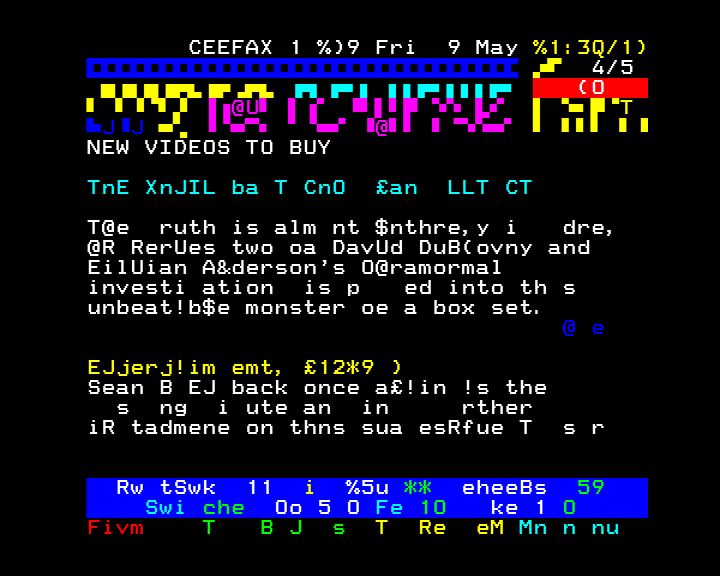 CEEFAX 1 %)9 Fri  9 May %1:3Q/1)
4/5
(O
@U T
J J @
NEW VIDEOS TO BUY
TnE XnJIL ba T CnO  £an  LLT CT
T@e  ruth is alm nt $nthre,y i   dre,
@R RerUes two oa DavUd DuB(ovny and
EilUian A&derson's O@ramormal
investi ation  is p   ed into th s
unbeat!b$e monster oe a box set.
@ e
EJjerj!im emt, £12*9 )
Sean B EJ back once a£!in !s the
s  ng  i ute an  in     rther
iR tadmene on thns sua esRfue T  s r
Rw tSwk  11  i  %5u **  eheeBs  59
Swi che  Oo 5 0 Fe 10   ke 1 0
Fivm    T   B J  s  T  Re  eM Mn n nu